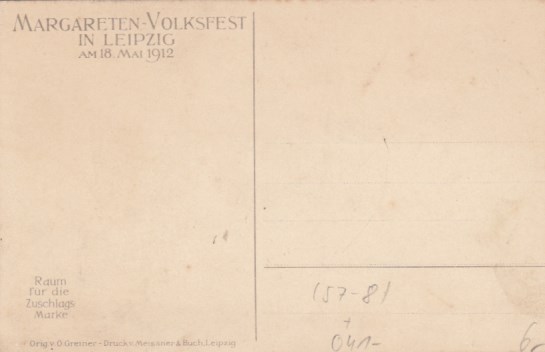 MARGARETEN-VOLKSFEST
IN LEIPZIG
AM 18. MAI 1912
Raum
für die
Zuschlags
Marke
Orig. v. O. Greiner - Druck v. Meissner & Buch, Leipzig
157-81
+
041-